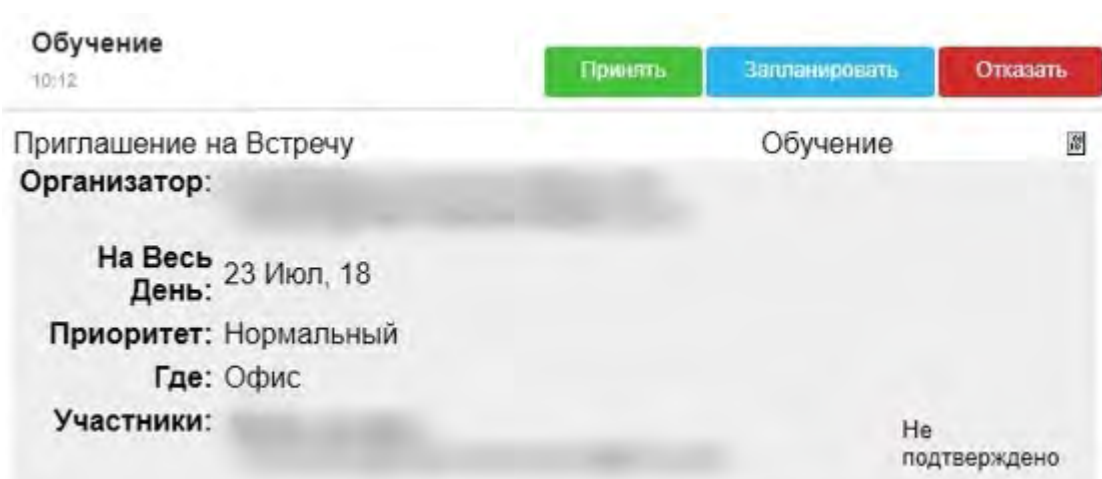 Обучение
10:12
Принять Запланировать Отказать
Приглашение на Встречу Обучение
Организатор:
На Весь
День: 23 Июл, 18
Приоритет: Нормальный
Где: Офис
Участники:
Не
подтверждено